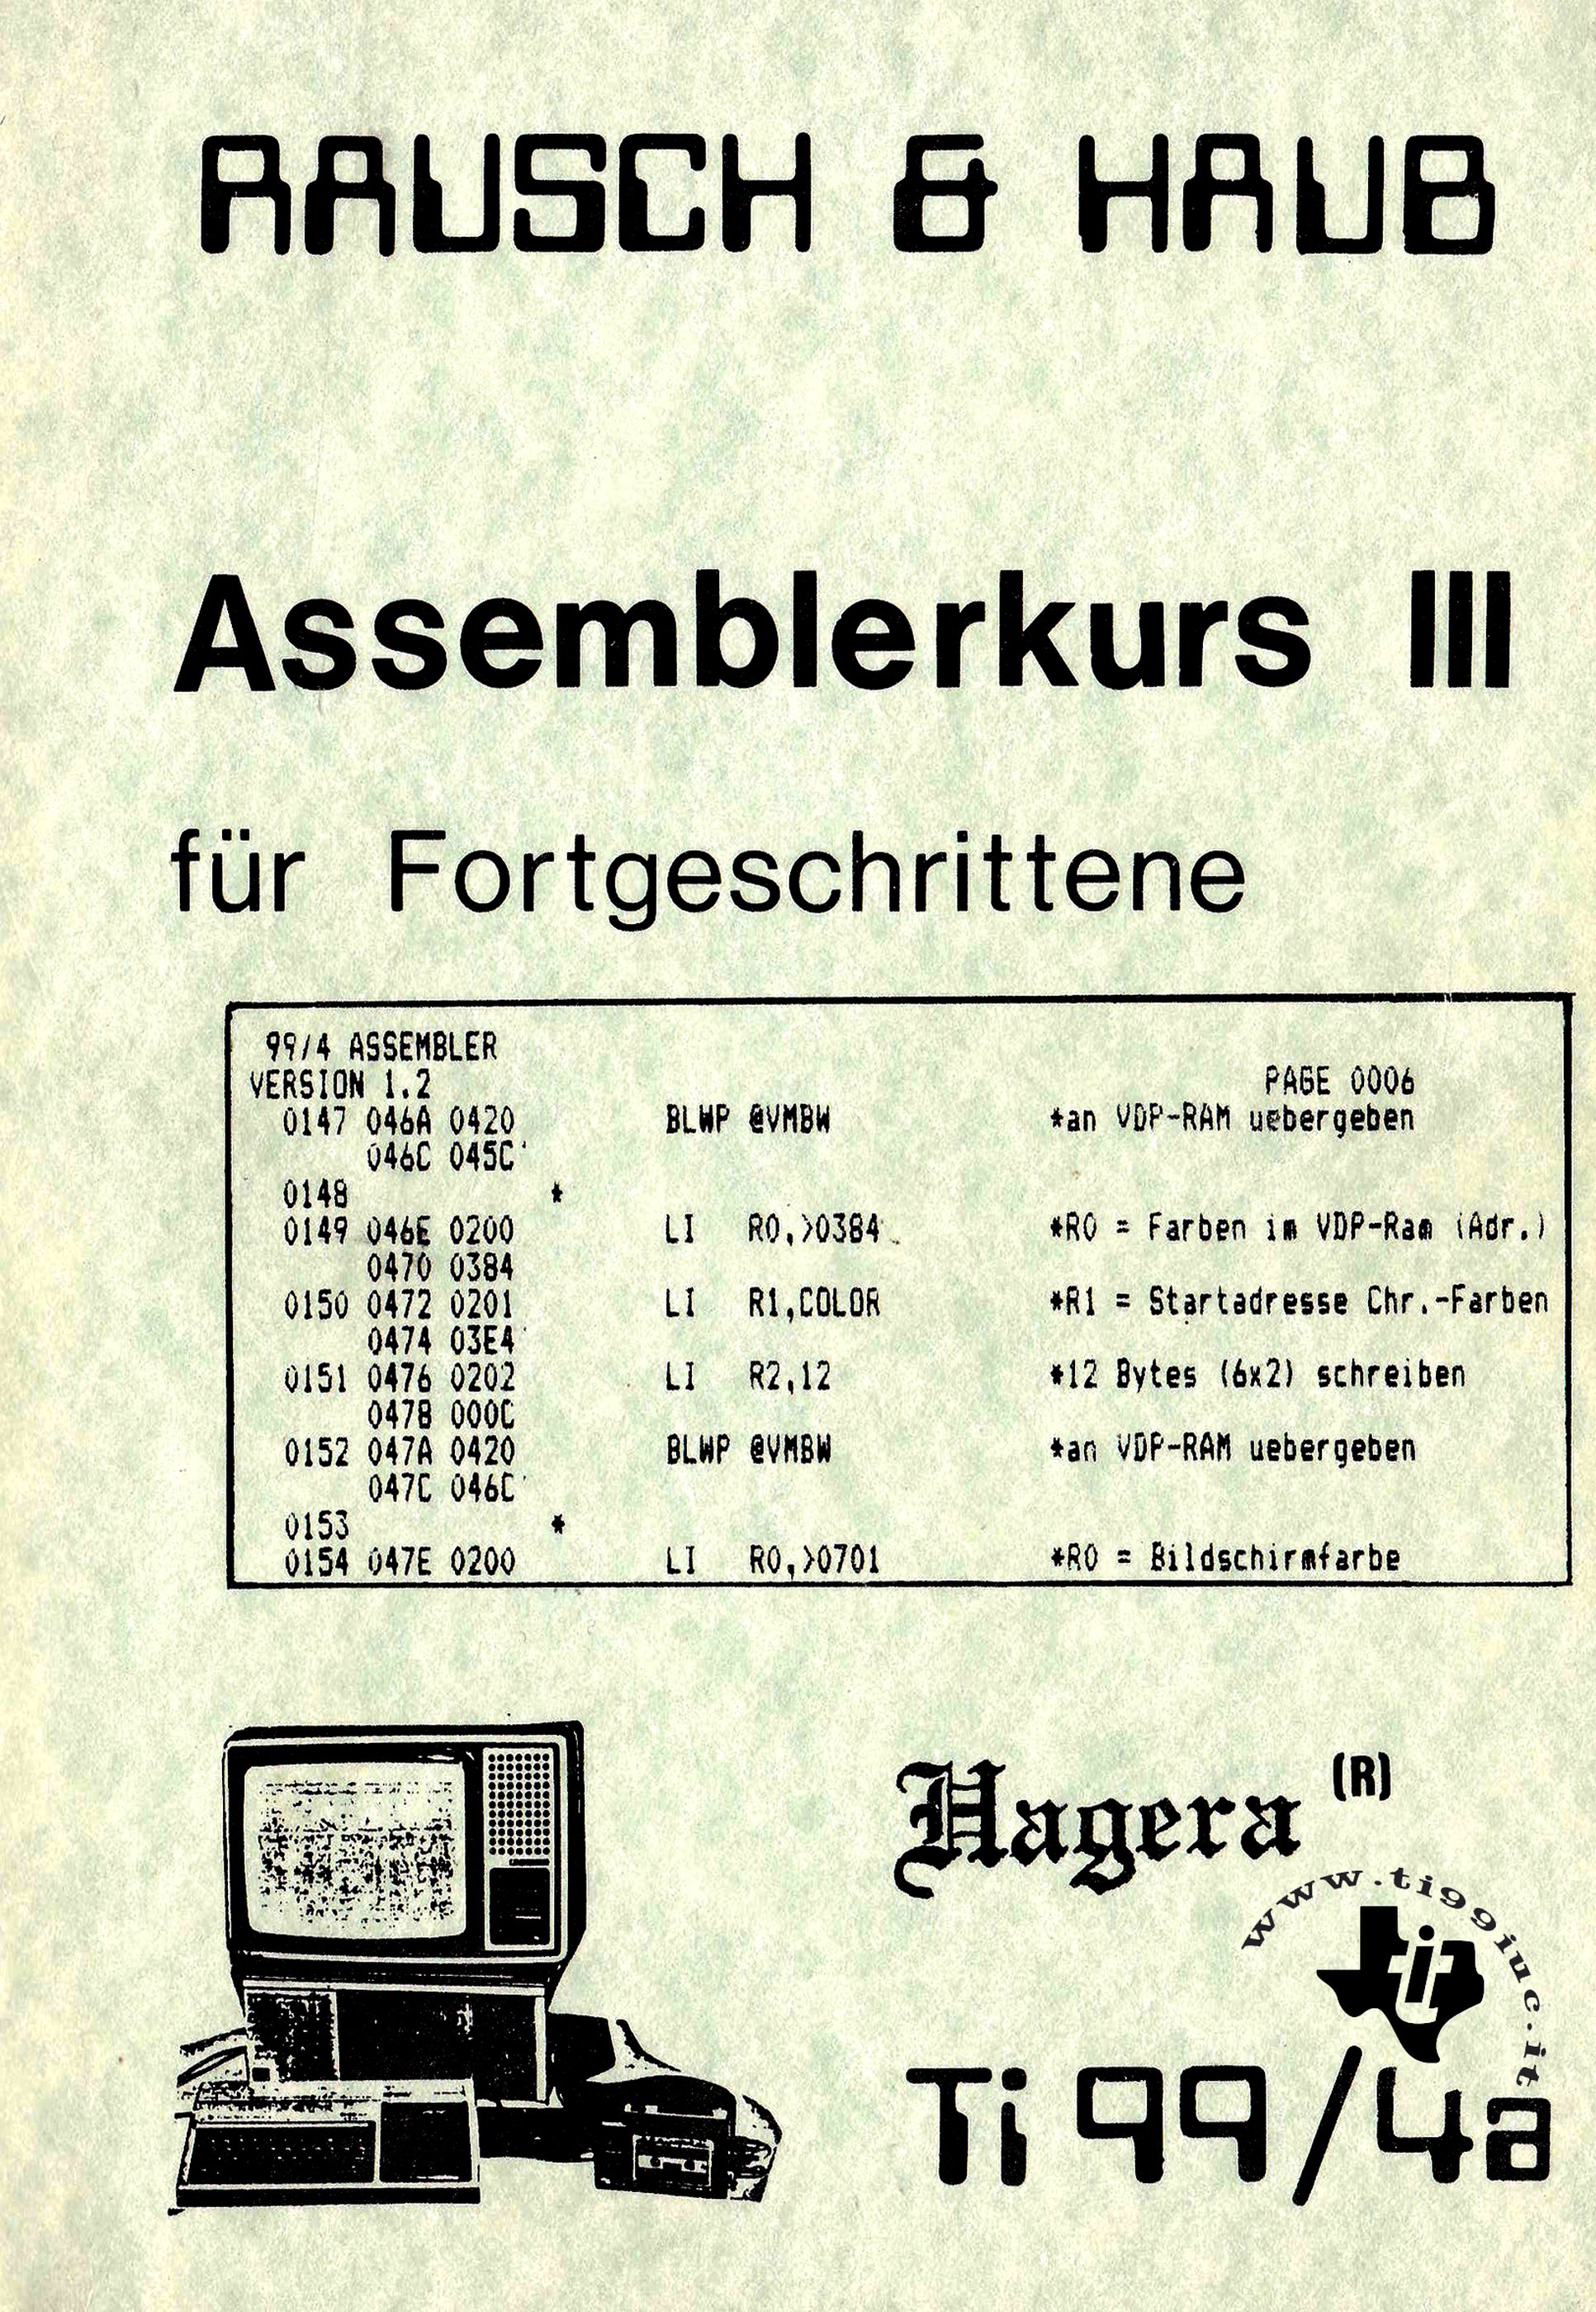 RAUSCH & HAUB
Assemblerkurs III
für Fortgeschrittene
99/4 ASSEMBLER
VERSION 1.2 PAGE 0006
0147 046A 0420 BLWP @VMBW *an VDP-RAM uebergeben
046C 045C'
0148 *
0149 046E 0200 LI R0,>0384 *R0 = Farben im VDP-Ram (Adr.)
0470 0384
0150 0472 0201 LI R1,COLOR *R1 = Startadresse Chr.-Farben
0474 03E4'
0151 0476 0202 LI R2,12 *12 Bytes (6x2) schreiben
0478 000C
0152 047A 0420 BLWP @VMBW *an VDP-RAM uebergeben
047C 046C'
0153 *
0154 047E 0200 LI R0,>0701 *R0 = Bildschirmfarbe
Hagera (R)
www.ti99iuc.it
ti
Ti 99/4a